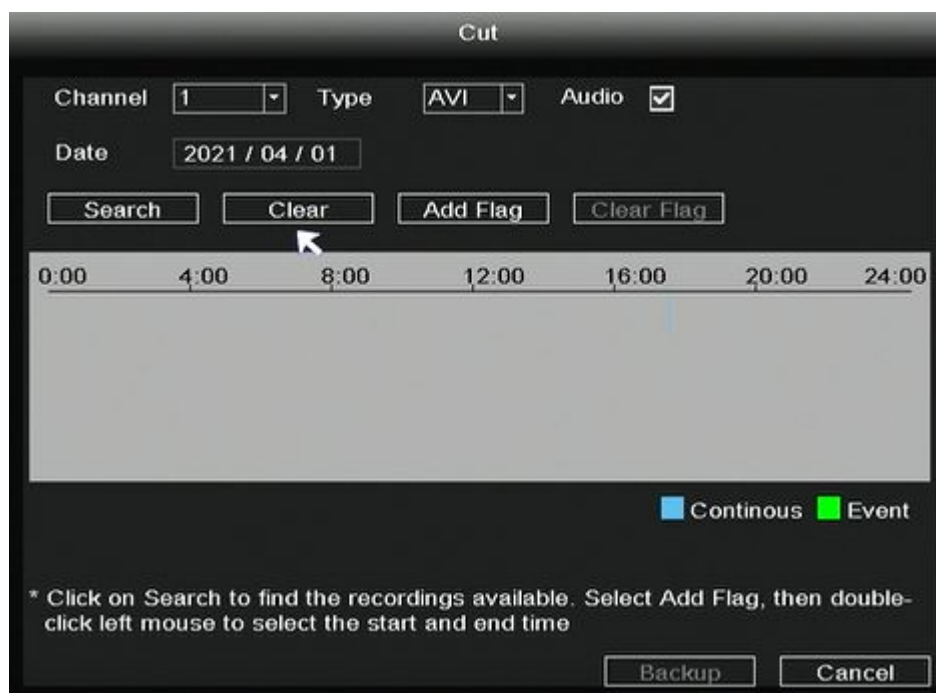 Cut
Channel 1 Type AVI Audio
Date 2021 / 04 / 01
Search Clear Add Flag Clear Flag
0:00 4:00 8:00 12:00 16:00 20:00 24:00
Continous Event
* Click on Search to find the recordings available. Select Add Flag, then double-
click left mouse to select the start and end time
Backup Cancel